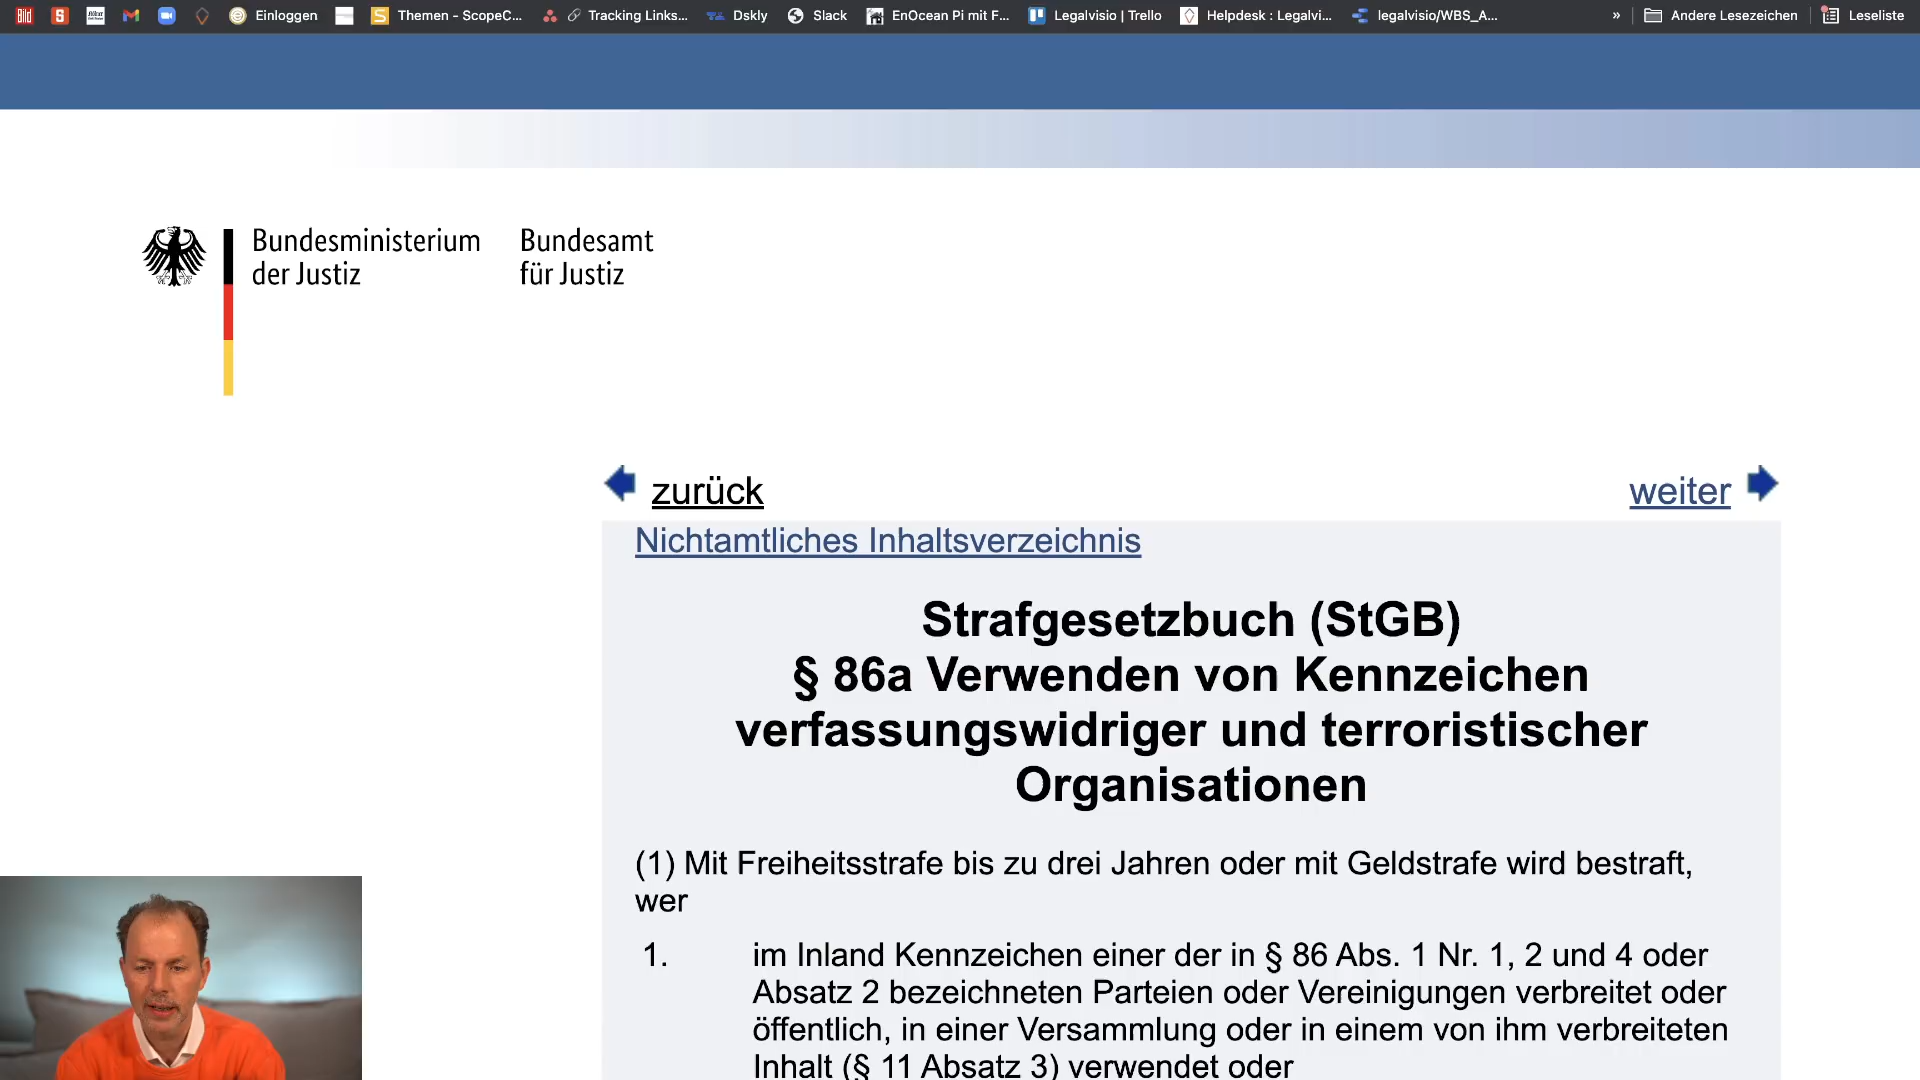 Bild
S
Einloggen
S Themen - ScopeC...
Tracking Links...
Dskly
Slack
EnOcean Pi mit F...
Legalvisio | Trello
Helpdesk : Legalvi...
legalvisio/WBS_A...
»
Andere Lesezeichen
Leseliste
Bundesministerium
der Justiz
Bundesamt
für Justiz
zurück
weiter
Nichtamtliches Inhaltsverzeichnis
Strafgesetzbuch (StGB)
§ 86a Verwenden von Kennzeichen
verfassungswidriger und terroristischer
Organisationen
(1) Mit Freiheitsstrafe bis zu drei Jahren oder mit Geldstrafe wird bestraft,
wer
1. im Inland Kennzeichen einer der in § 86 Abs. 1 Nr. 1, 2 und 4 oder
Absatz 2 bezeichneten Parteien oder Vereinigungen verbreitet oder
öffentlich, in einer Versammlung oder in einem von ihm verbreiteten
Inhalt (§ 11 Absatz 3) verwendet oder